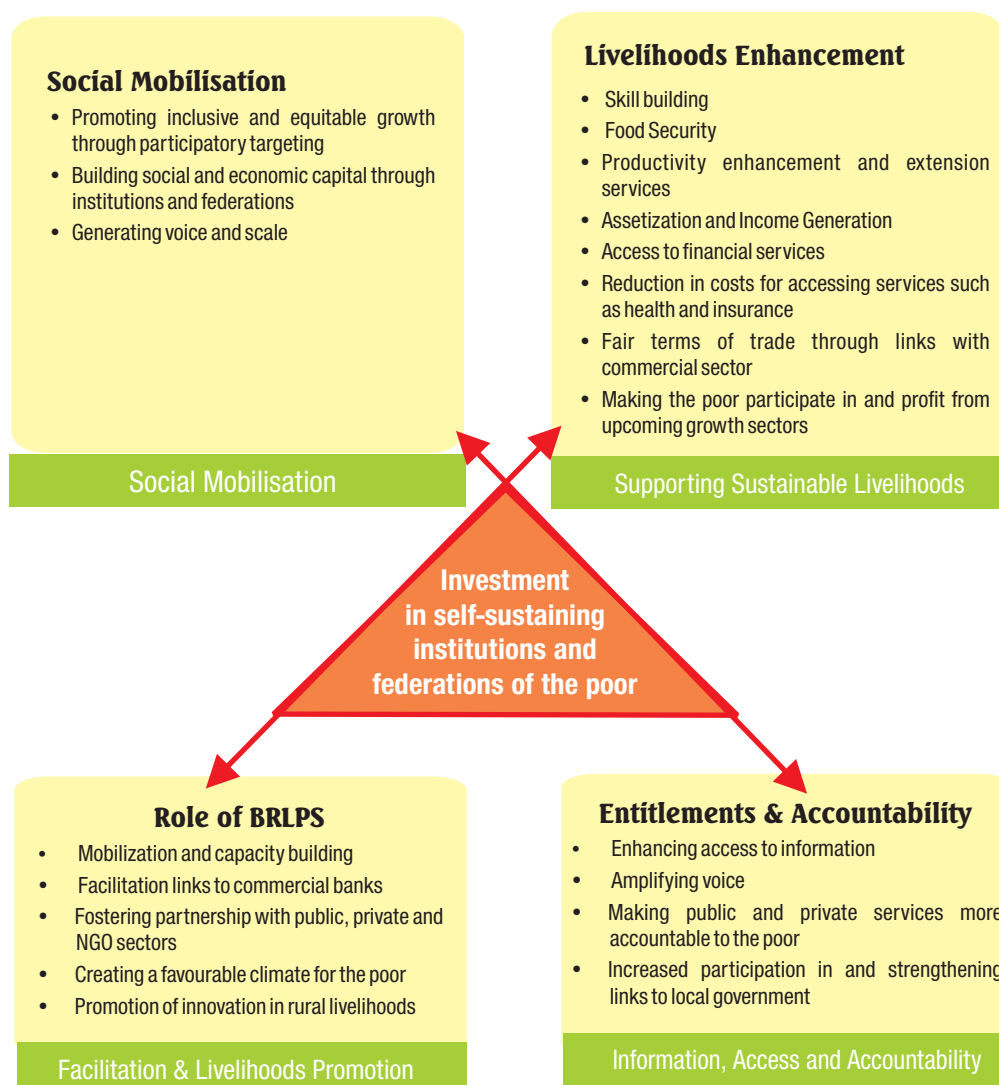 Social Mobilisation
• Promoting inclusive and equitable growth
through participatory targeting
• Building social and economic capital through
institutions and federations
• Generating voice and scale
Social Mobilisation
Livelihoods Enhancement
• Skill building
• Food Security
• Productivity enhancement and extension
services
• Assetization and Income Generation
• Access to financial services
• Reduction in costs for accessing services such
as health and insurance
• Fair terms of trade through links with
commercial sector
• Making the poor participate in and profit from
upcoming growth sectors
Supporting Sustainable Livelihoods
Investment
in self-sustaining
institutions and
federations of the poor
Role of BRLPS
• Mobilization and capacity building
• Facilitation links to commercial banks
• Fostering partnership with public, private and
NGO sectors
• Creating a favourable climate for the poor
• Promotion of innovation in rural livelihoods
Facilitation & Livelihoods Promotion
Entitlements & Accountability
• Enhancing access to information
• Amplifying voice
• Making public and private services more
accountable to the poor
• Increased participation in and strengthening
links to local government
Information, Access and Accountability